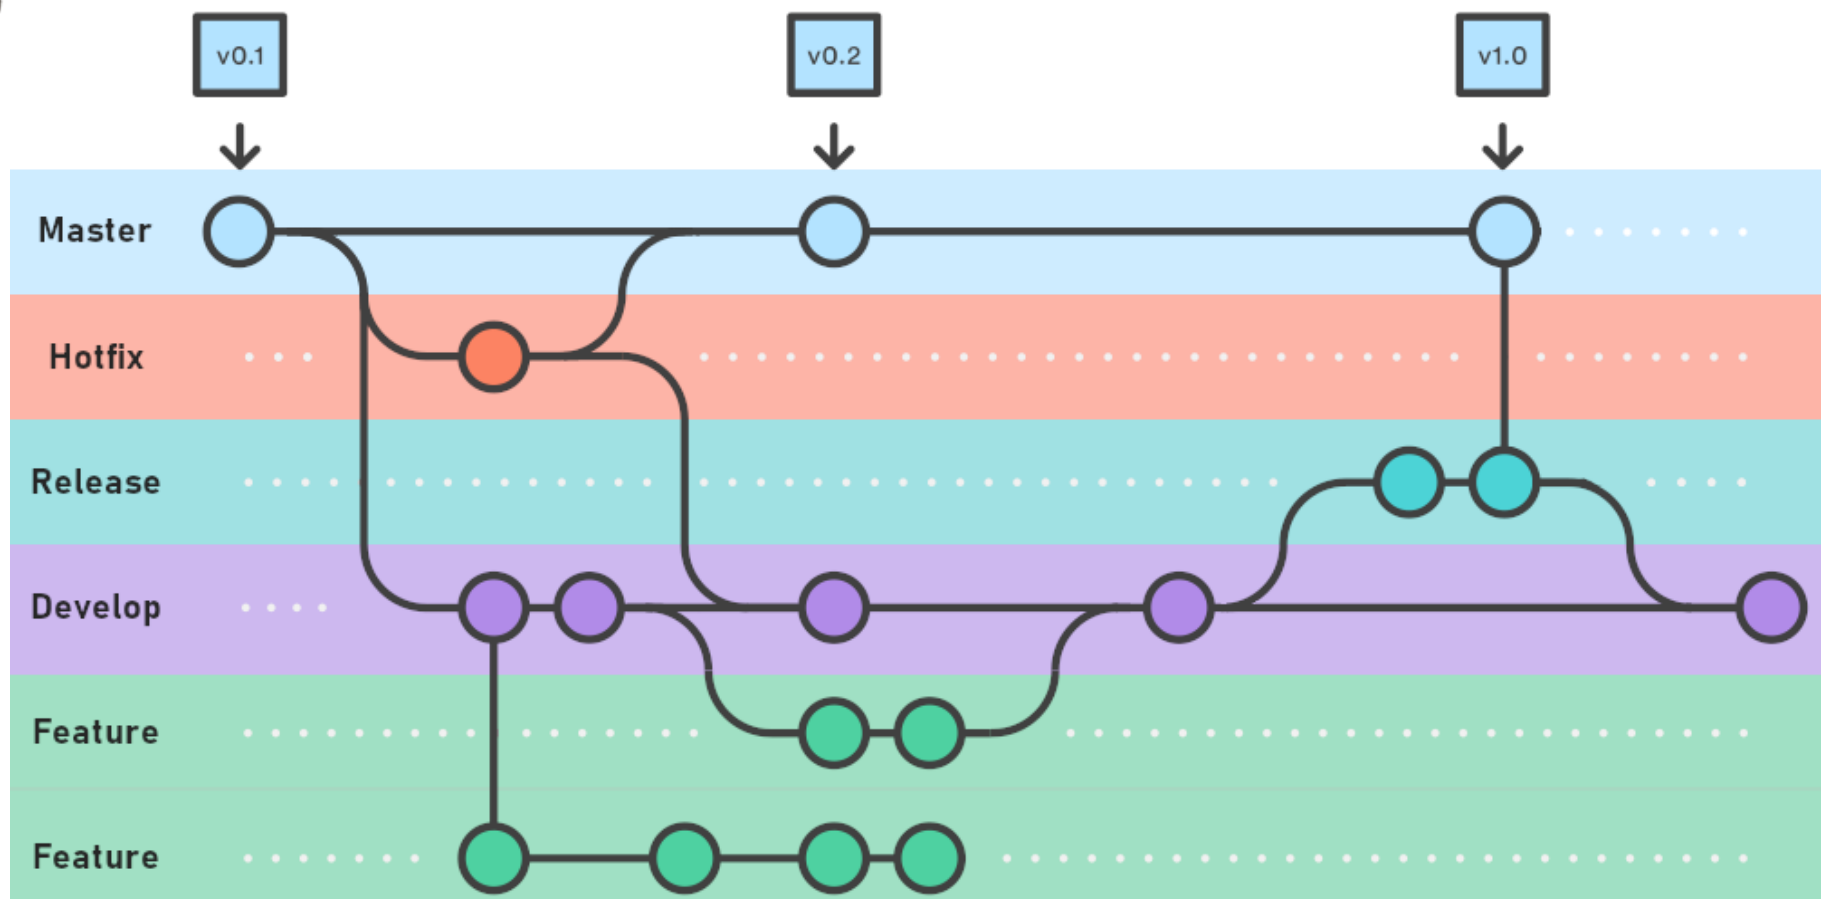 v0.1
v0.2
v1.0
Master
Hotfix
Release
Develop
Feature
Feature